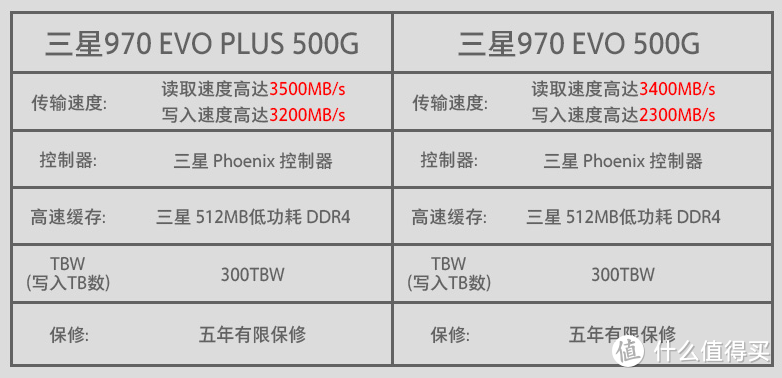 三星970 EVO PLUS 500G
三星970 EVO 500G
传输速度:
读取速度高达3500MB/s
写入速度高达3200MB/s
传输速度:
读取速度高达3400MB/s
写入速度高达2300MB/s
控制器:
三星 Phoenix 控制器
控制器:
三星 Phoenix 控制器
高速缓存:
三星 512MB低功耗 DDR4
高速缓存:
三星 512MB低功耗 DDR4
TBW
(写入TB数)
300TBW
TBW
(写入TB数)
300TBW
保修:
五年有限保修
保修:
五年有限保修
值 什么值得买